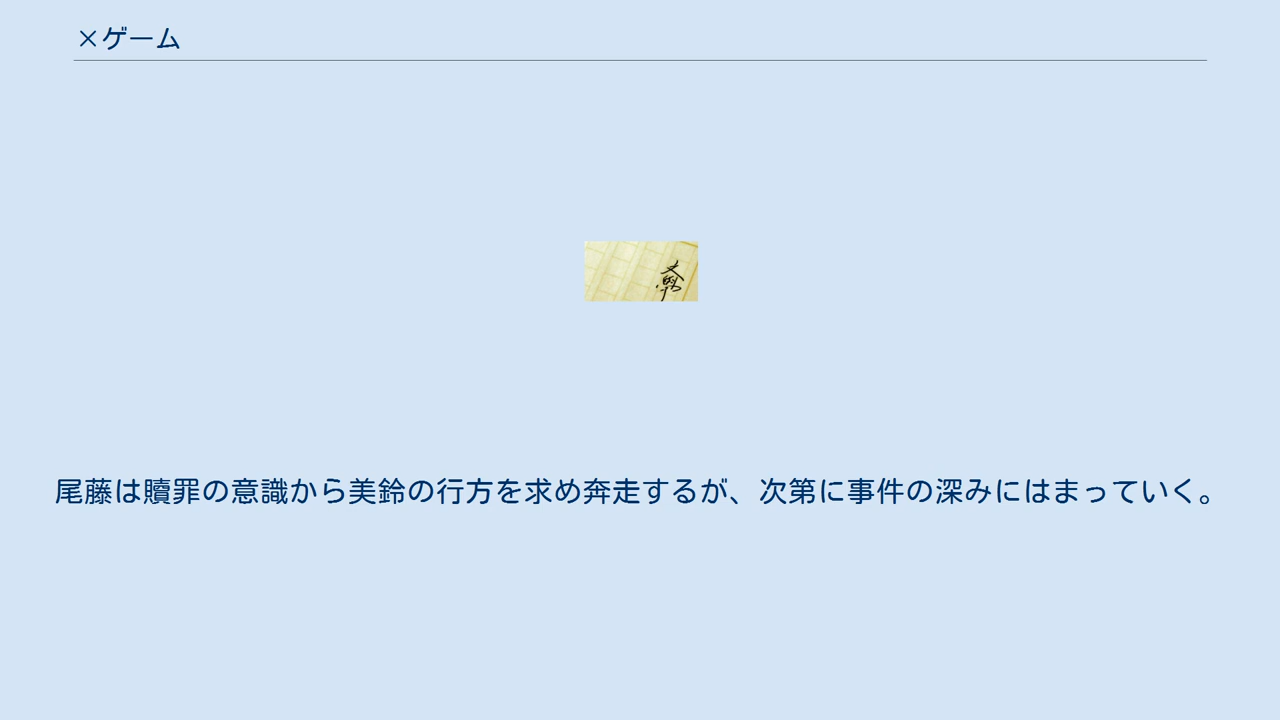 ×ゲーム
尾藤は贖罪の意識から美鈴の行方を求め奔走するが、次第に事件の深みにはまっていく。